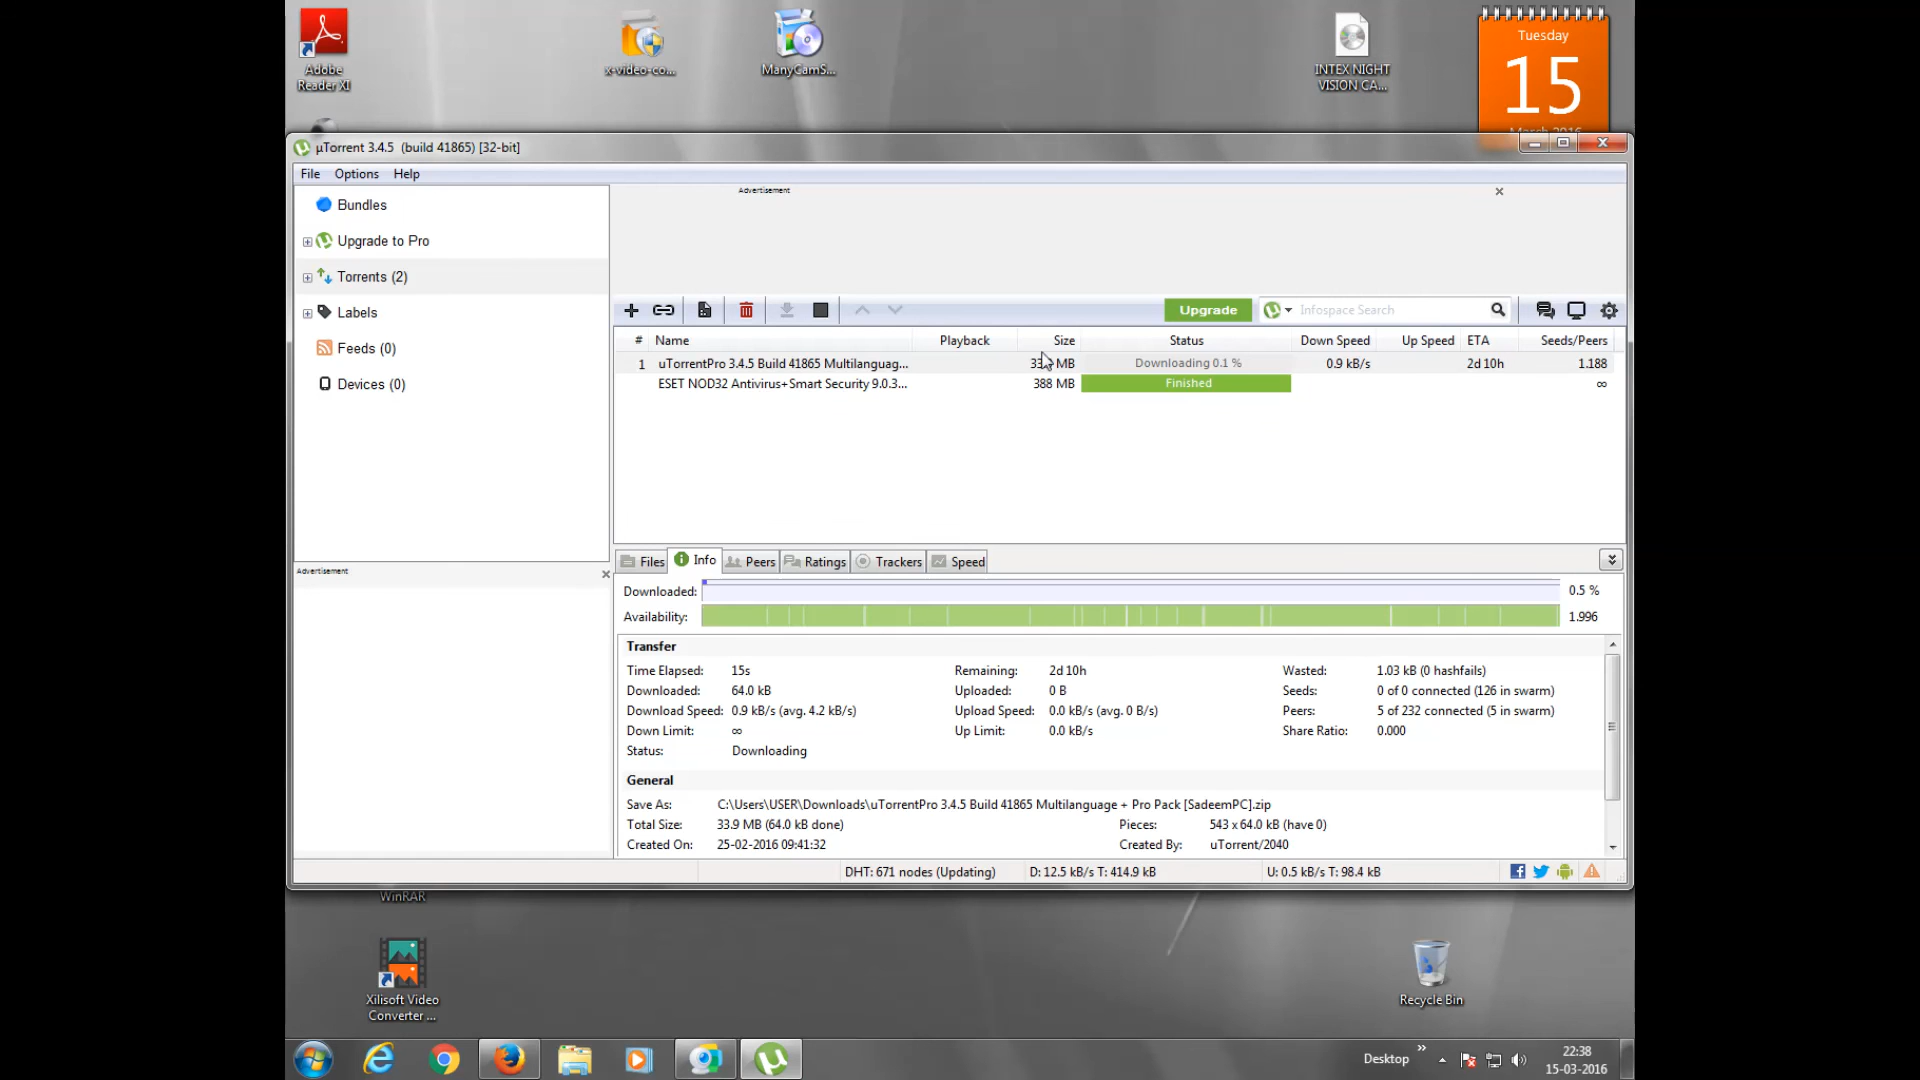 Adobe
Reader XI
x-video-co...
ManyCamS...
INTEX NIGHT
VISION CA...
Tuesday
15
March 2016
µTorrent 3.4.5 (build 41865) [32-bit]
File Options Help
Bundles
Upgrade to Pro
Torrents (2)
Labels
Feeds (0)
Devices (0)
Advertisement
Advertisement
Upgrade
Infospace Search
# Name Playback Size Status Down Speed Up Speed ETA Seeds/Peers
1 uTorrentPro 3.4.5 Build 41865 Multilanguag... MB Downloading 0.1 % 0.9 kB/s 2d 10h 1.188
ESET NOD32 Antivirus+Smart Security 9.0.3... 388 MB Finished ∞
Files Info Peers Ratings Trackers Speed
Downloaded: 0.5 %
Availability: 1.996
Transfer
Time Elapsed: 15s Remaining: 2d 10h Wasted: 1.03 kB (0 hashfails)
Downloaded: 64.0 kB Uploaded: 0 B Seeds: 0 of 0 connected (126 in swarm)
Download Speed: 0.9 kB/s (avg. 4.2 kB/s) Upload Speed: 0.0 kB/s (avg. 0 B/s) Peers: 5 of 232 connected (5 in swarm)
Down Limit: ∞ Up Limit: 0.0 kB/s Share Ratio: 0.000
Status: Downloading
General
Save As: C:\Users\USER\Downloads\uTorrentPro 3.4.5 Build 41865 Multilanguage + Pro Pack [SadeemPC].zip
Total Size: 33.9 MB (64.0 kB done) Pieces: 543 x 64.0 kB (have 0)
Created On: 25-02-2016 09:41:32 Created By: uTorrent/2040
DHT: 671 nodes (Updating) D: 12.5 kB/s T: 414.9 kB U: 0.5 kB/s T: 98.4 kB
WinRAR
Xilisoft Video
Converter ...
Recycle Bin
Desktop
22:38
15-03-2016